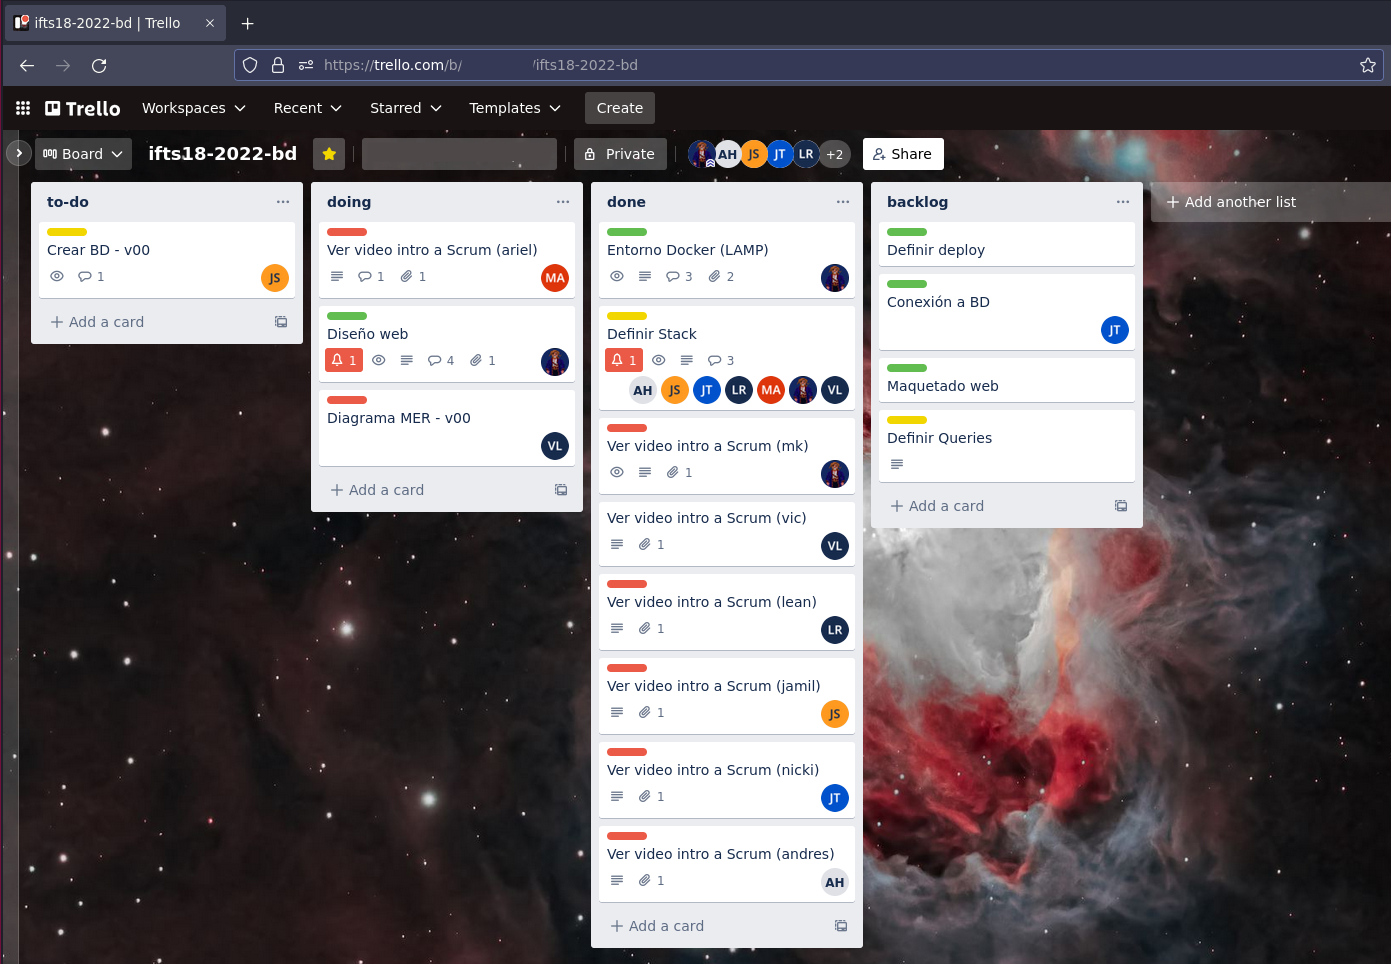 ifts18-2022-bd | Trello
https://trello.com/b/ /ifts18-2022-bd
Trello Workspaces Recent Starred Templates Create
Board ifts18-2022-bd Private AH JS JT LR +2 Share
to-do
Crear BD - v00
1 JS
Add a card
doing
Ver video intro a Scrum (ariel)
1 1 MA
Diseño web
1 4 1
Diagrama MER - v00
VL
Add a card
done
Entorno Docker (LAMP)
3 2
Definir Stack
1 3
AH JS JT LR MA VL
Ver video intro a Scrum (mk)
1
Ver video intro a Scrum (vic)
1 VL
Ver video intro a Scrum (lean)
1 LR
Ver video intro a Scrum (jamil)
1 JS
Ver video intro a Scrum (nicki)
1 JT
Ver video intro a Scrum (andres)
1 AH
Add a card
backlog
Definir deploy
Conexión a BD
JT
Maquetado web
Definir Queries
Add a card
Add another list